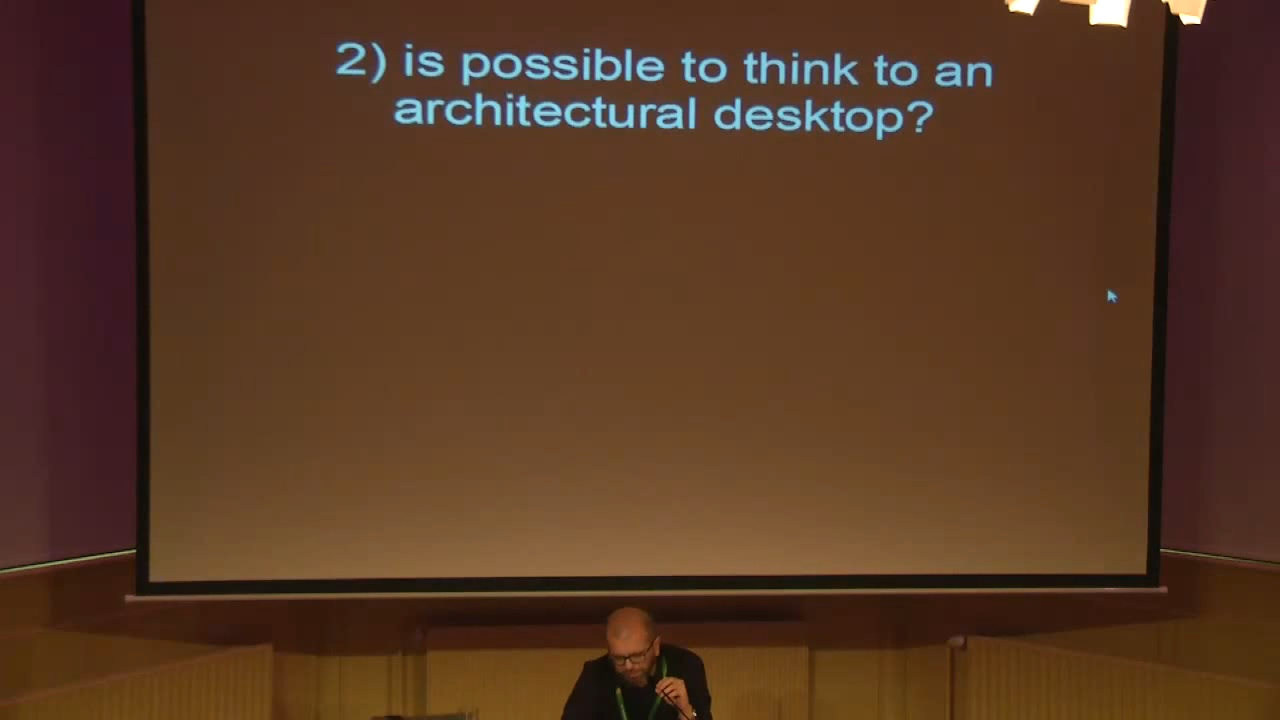 2) is possible to think to an
architectural desktop?